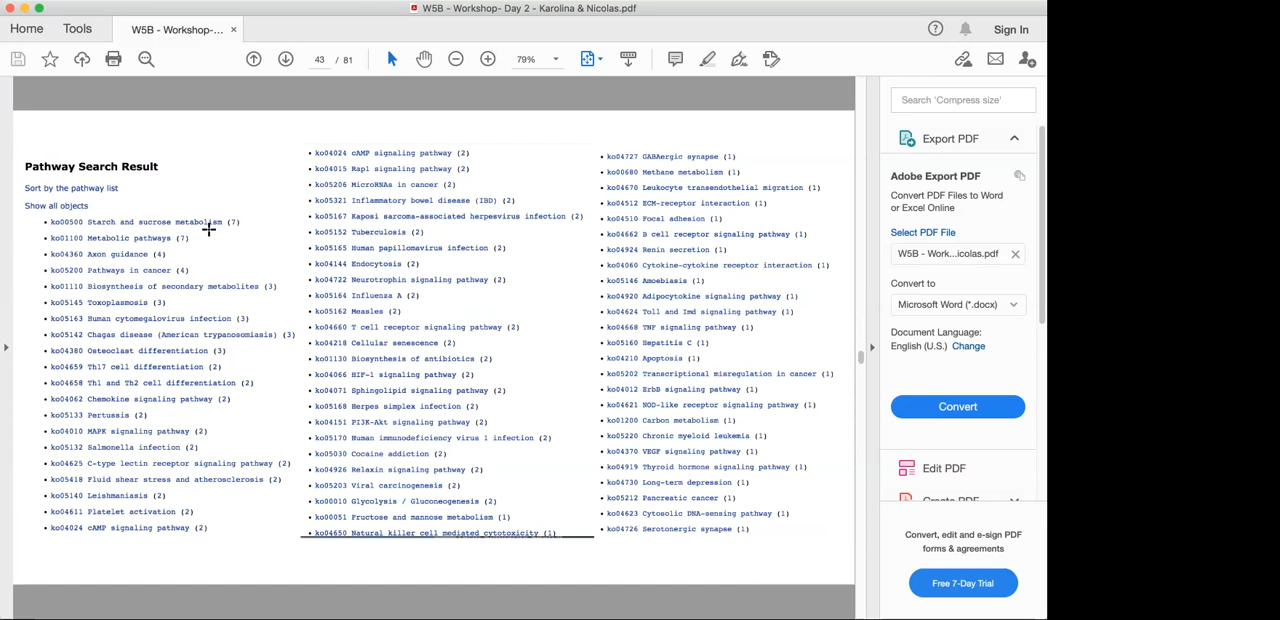 W5B - Workshop- Day 2 - Karolina & Nicolas.pdf
Home
Tools
W5B - Workshop-...
Sign In
43 / 81
79%
Pathway Search Result
Sort by the pathway list
Show all objects
• ko00500 Starch and sucrose metabolism (7)
• ko01100 Metabolic pathways (7)
• ko04360 Axon guidance (4)
• ko05200 Pathways in cancer (4)
• ko01110 Biosynthesis of secondary metabolites (3)
• ko05145 Toxoplasmosis (3)
• ko05163 Human cytomegalovirus infection (3)
• ko05142 Chagas disease (American trypanosomiasis) (3)
• ko04380 Osteoclast differentiation (3)
• ko04659 Th17 cell differentiation (2)
• ko04658 Th1 and Th2 cell differentiation (2)
• ko04062 Chemokine signaling pathway (2)
• ko05133 Pertussis (2)
• ko04010 MAPK signaling pathway (2)
• ko05132 Salmonella infection (2)
• ko04625 C-type lectin receptor signaling pathway (2)
• ko05418 Fluid shear stress and atherosclerosis (2)
• ko05140 Leishmaniasis (2)
• ko04611 Platelet activation (2)
• ko04024 cAMP signaling pathway (2)
• ko04024 cAMP signaling pathway (2)
• ko04015 Rap1 signaling pathway (2)
• ko05206 MicroRNAs in cancer (2)
• ko05321 Inflammatory bowel disease (IBD) (2)
• ko05167 Kaposi sarcoma-associated herpesvirus infection (2)
• ko05152 Tuberculosis (2)
• ko05165 Human papillomavirus infection (2)
• ko04144 Endocytosis (2)
• ko04722 Neurotrophin signaling pathway (2)
• ko05164 Influenza A (2)
• ko05162 Measles (2)
• ko04660 T cell receptor signaling pathway (2)
• ko04218 Cellular senescence (2)
• ko01130 Biosynthesis of antibiotics (2)
• ko04066 HIF-1 signaling pathway (2)
• ko04071 Sphingolipid signaling pathway (2)
• ko05168 Herpes simplex infection (2)
• ko04151 PI3K-Akt signaling pathway (2)
• ko05170 Human immunodeficiency virus 1 infection (2)
• ko05030 Cocaine addiction (2)
• ko04926 Relaxin signaling pathway (2)
• ko05203 Viral carcinogenesis (2)
• ko00010 Glycolysis / Gluconeogenesis (2)
• ko00051 Fructose and mannose metabolism (1)
• ko04650 Natural killer cell mediated cytotoxicity (1)
• ko04727 GABAergic synapse (1)
• ko00680 Methane metabolism (1)
• ko04670 Leukocyte transendothelial migration (1)
• ko04512 ECM-receptor interaction (1)
• ko04510 Focal adhesion (1)
• ko04662 B cell receptor signaling pathway (1)
• ko04924 Renin secretion (1)
• ko04060 Cytokine-cytokine receptor interaction (1)
• ko05146 Amoebiasis (1)
• ko04920 Adipocytokine signaling pathway (1)
• ko04624 Toll and Imd signaling pathway (1)
• ko04668 TNF signaling pathway (1)
• ko05160 Hepatitis C (1)
• ko04210 Apoptosis (1)
• ko05202 Transcriptional misregulation in cancer (1)
• ko04012 ErbB signaling pathway (1)
• ko04621 NOD-like receptor signaling pathway (1)
• ko01200 Carbon metabolism (1)
• ko05220 Chronic myeloid leukemia (1)
• ko04370 VEGF signaling pathway (1)
• ko04919 Thyroid hormone signaling pathway (1)
• ko04730 Long-term depression (1)
• ko05212 Pancreatic cancer (1)
• ko04623 Cytosolic DNA-sensing pathway (1)
• ko04726 Serotonergic synapse (1)
Search 'Compress size'
Export PDF
Adobe Export PDF
Convert PDF Files to Word
or Excel Online
Select PDF File
W5B - Work...icolas.pdf
Convert to
Microsoft Word (*.docx)
Document Language:
English (U.S.) Change
Convert
Edit PDF
Create PDF
Convert, edit and e-sign PDF
forms & agreements
Free 7-Day Trial